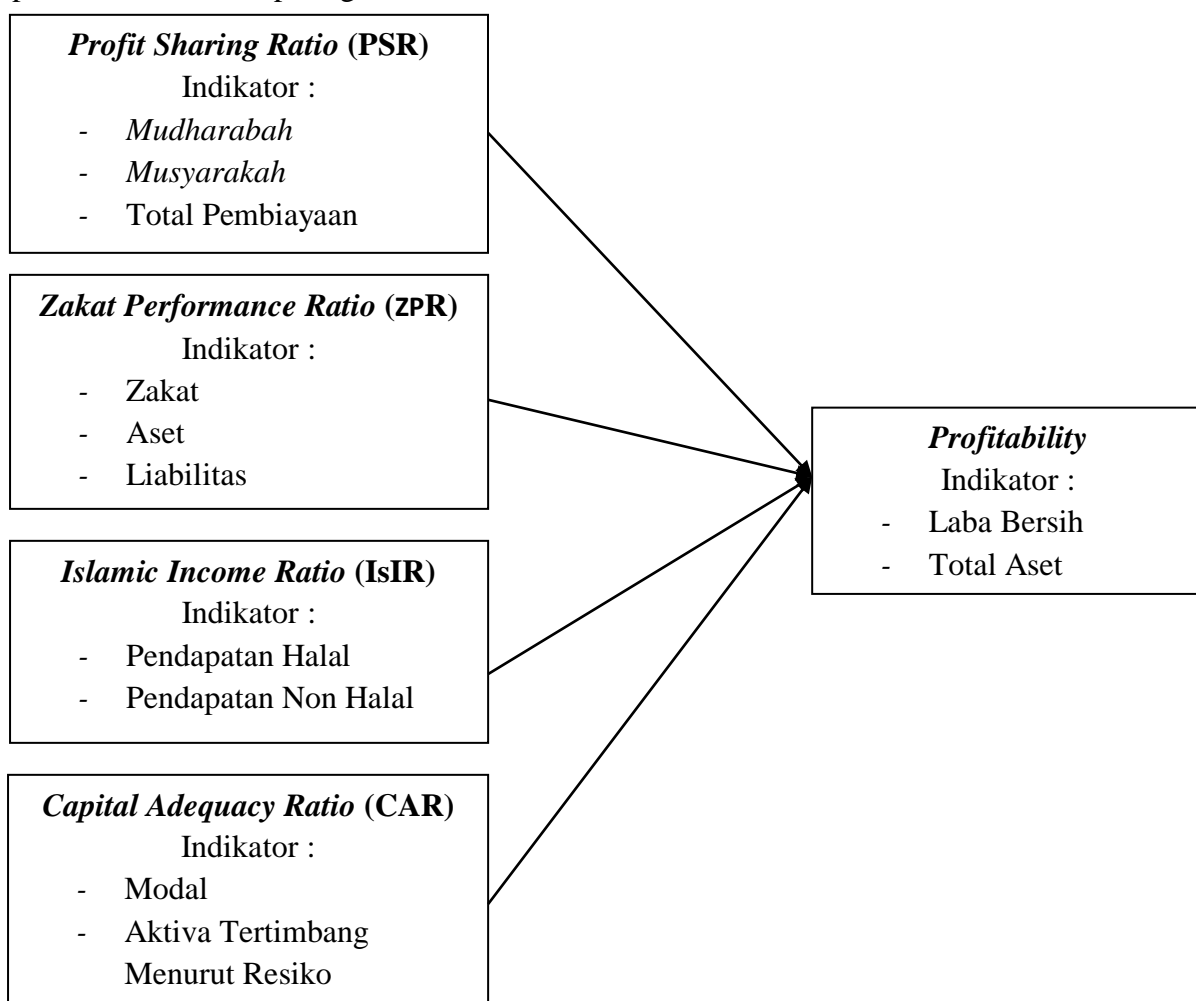 Profit Sharing Ratio (PSR)
Indikator :
- Mudharabah
- Musyarakah
- Total Pembiayaan
Zakat Performance Ratio (ZPR)
Indikator :
- Zakat
- Aset
- Liabilitas
Islamic Income Ratio (IsIR)
Indikator :
- Pendapatan Halal
- Pendapatan Non Halal
Capital Adequacy Ratio (CAR)
Indikator :
- Modal
- Aktiva Tertimbang
Menurut Resiko
Profitability
Indikator :
- Laba Bersih
- Total Aset